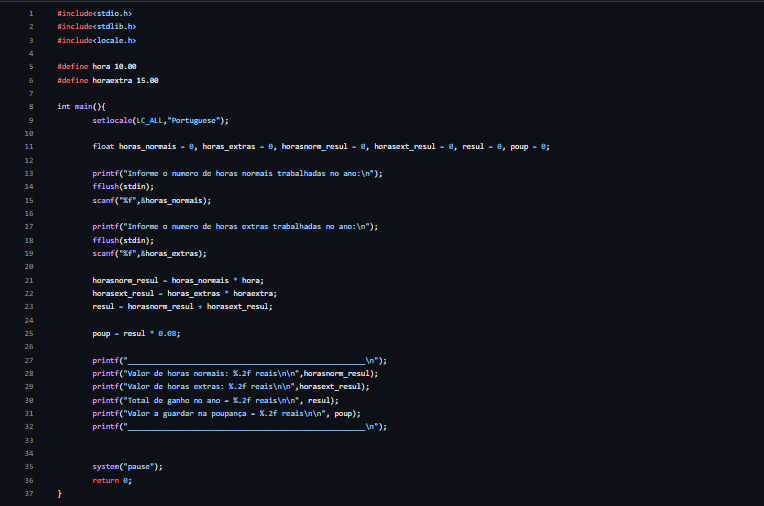 1 #include<stdio.h>
2 #include<stdlib.h>
3 #include<locale.h>
4
5 #define hora 10.00
6 #define horaextra 15.00
7
8 int main(){
9 setlocale(LC_ALL,"Portuguese");
10
11 float horas_normais = 0, horas_extras = 0, horasnorm_resul = 0, horasext_resul = 0, resul = 0, poup = 0;
12
13 printf("Informe o numero de horas normais trabalhadas no ano:\n");
14 fflush(stdin);
15 scanf("%f",&horas_normais);
16
17 printf("Informe o numero de horas extras trabalhadas no ano:\n");
18 fflush(stdin);
19 scanf("%f",&horas_extras);
20
21 horasnorm_resul = horas_normais * hora;
22 horasext_resul = horas_extras * horaextra;
23 resul = horasnorm_resul + horasext_resul;
24
25 poup = resul * 0.08;
26
27 printf("______________________________________________________\n");
28 printf("Valor de horas normais: %.2f reais\n\n",horasnorm_resul);
29 printf("Valor de horas extras: %.2f reais\n\n",horasext_resul);
30 printf("Total de ganho no ano = %.2f reais\n\n", resul);
31 printf("Valor a guardar na poupança = %.2f reais\n\n", poup);
32 printf("______________________________________________________\n");
33
34
35 system("pause");
36 return 0;
37 }